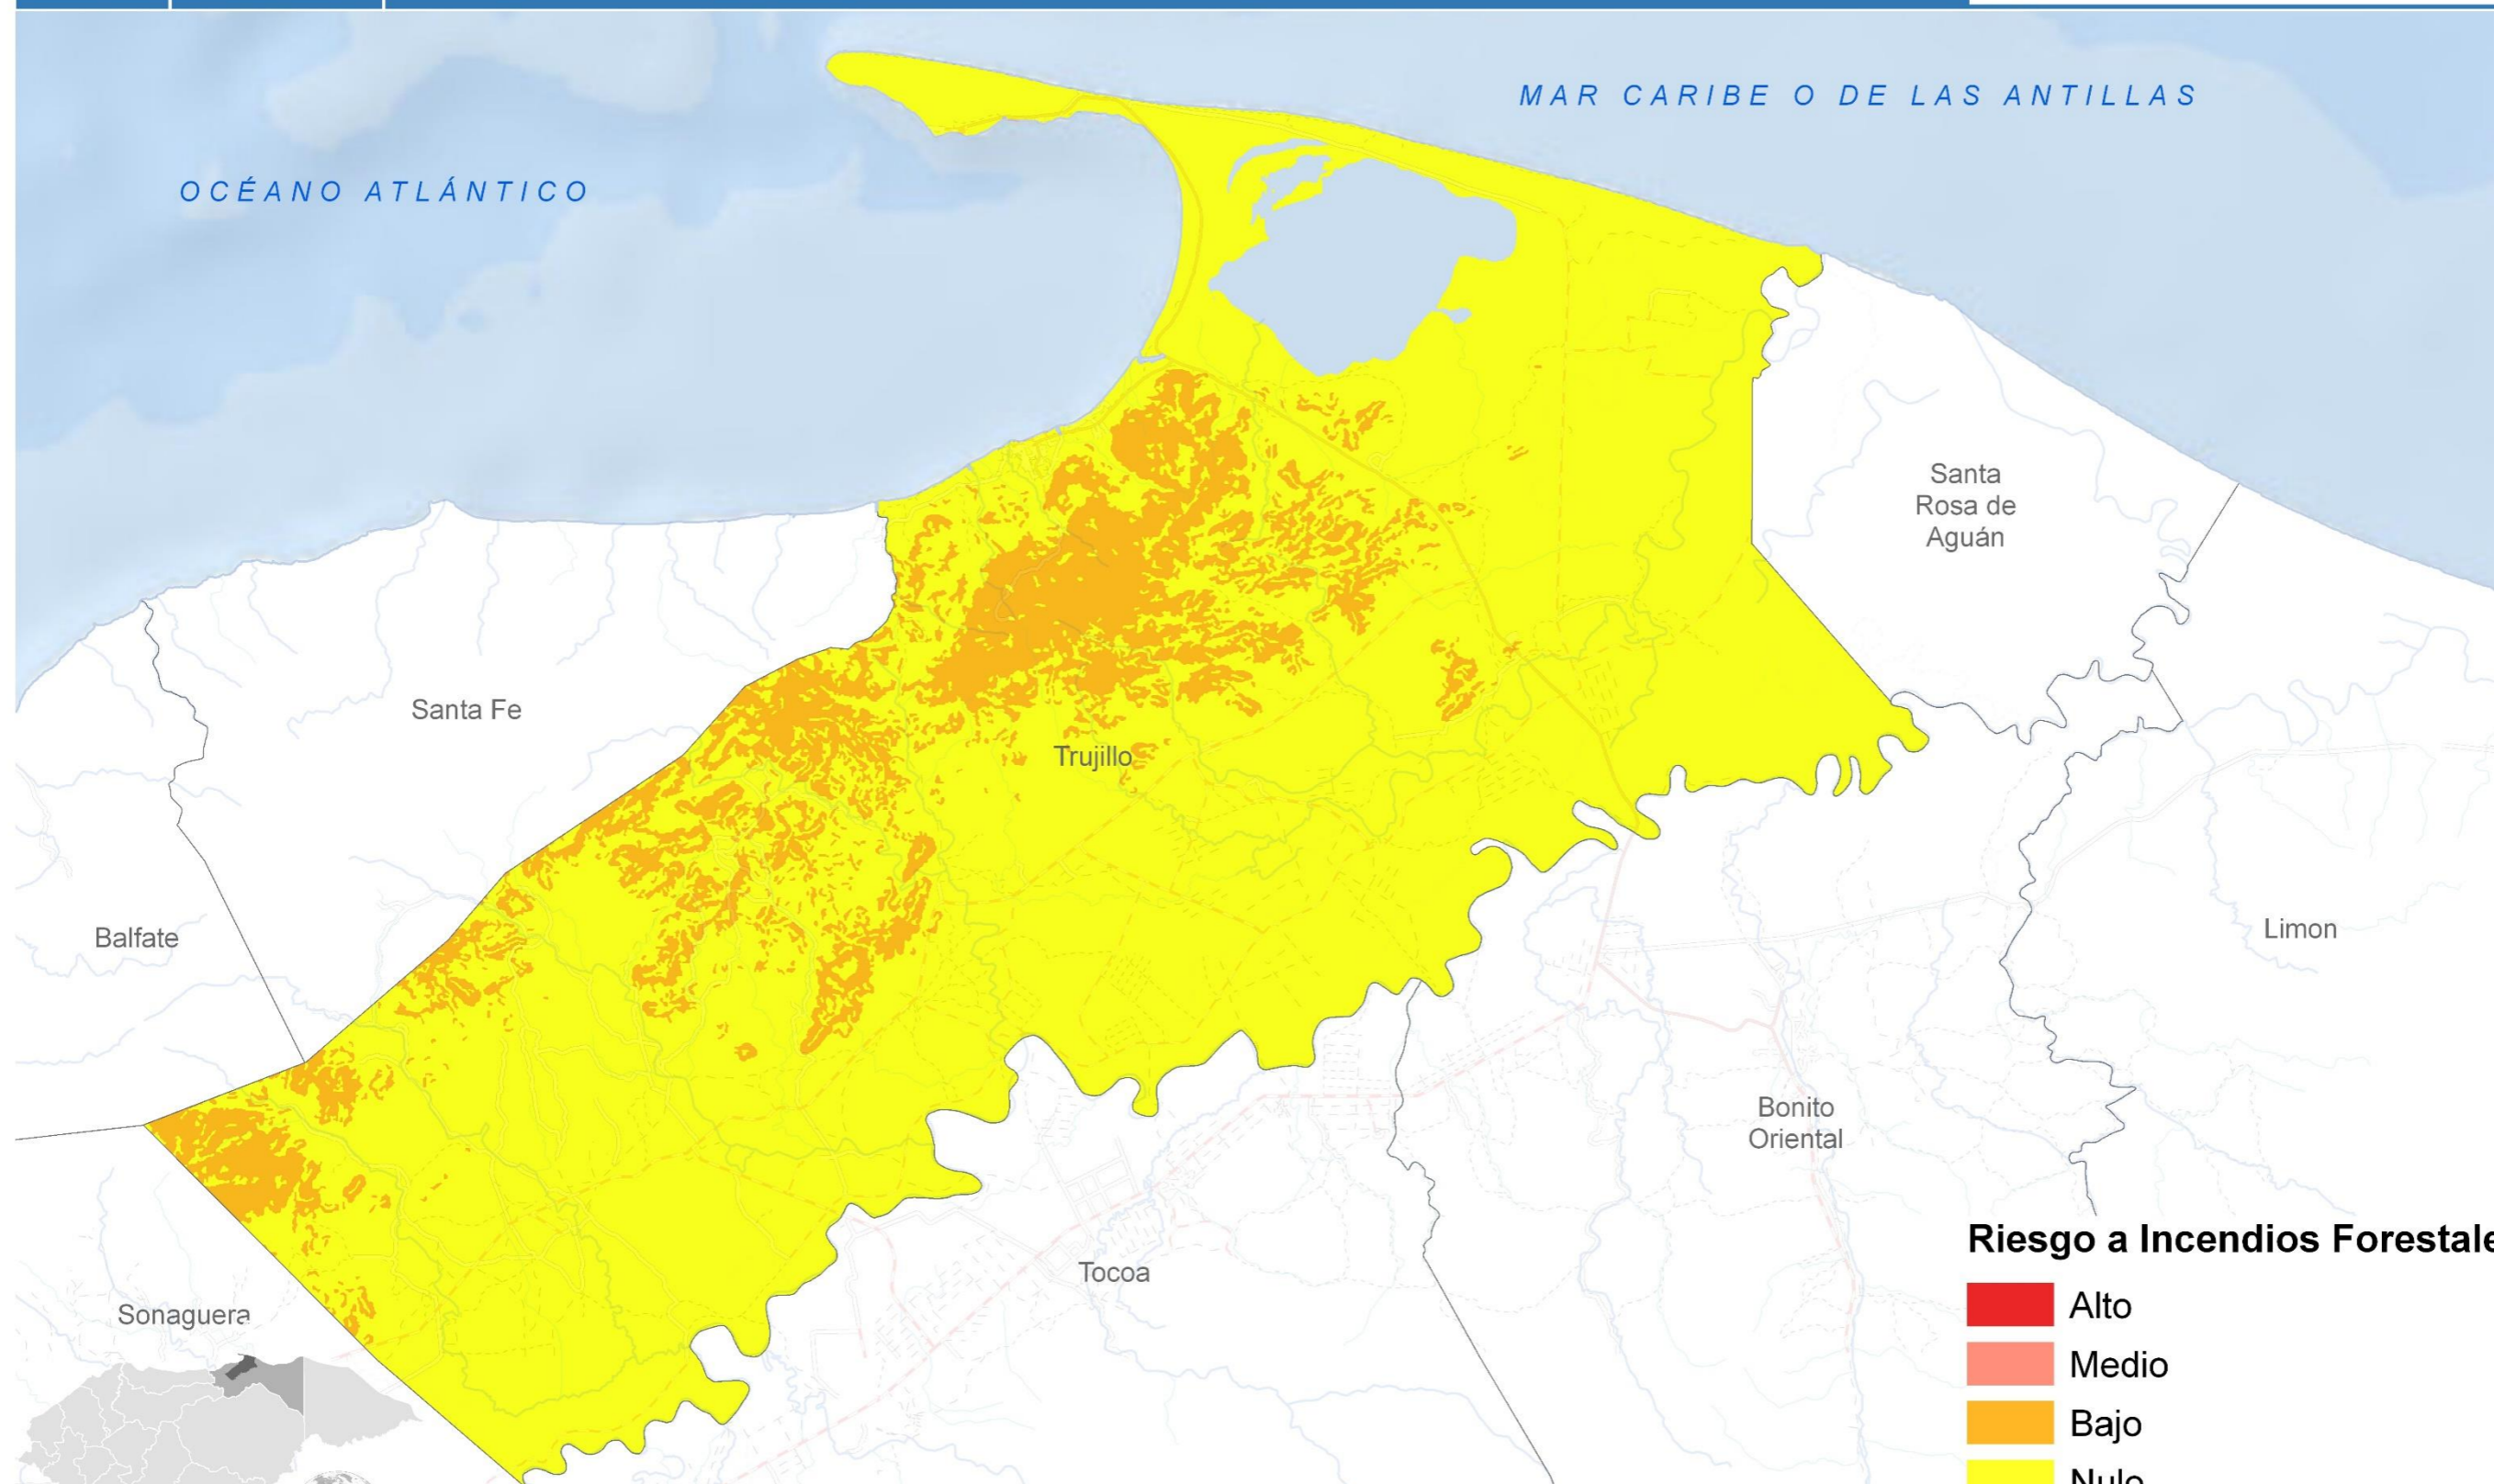 MAR CARIBE O DE LAS ANTILLAS
OCÉANO ATLÁNTICO
Santa
Rosa de
Aguán
Santa Fe
Trujillo
Balfate
Limon
Bonito
Oriental
Tocoa
Sonaguera
Riesgo a Incendios Forestale
Alto
Medio
Bajo
Nulo